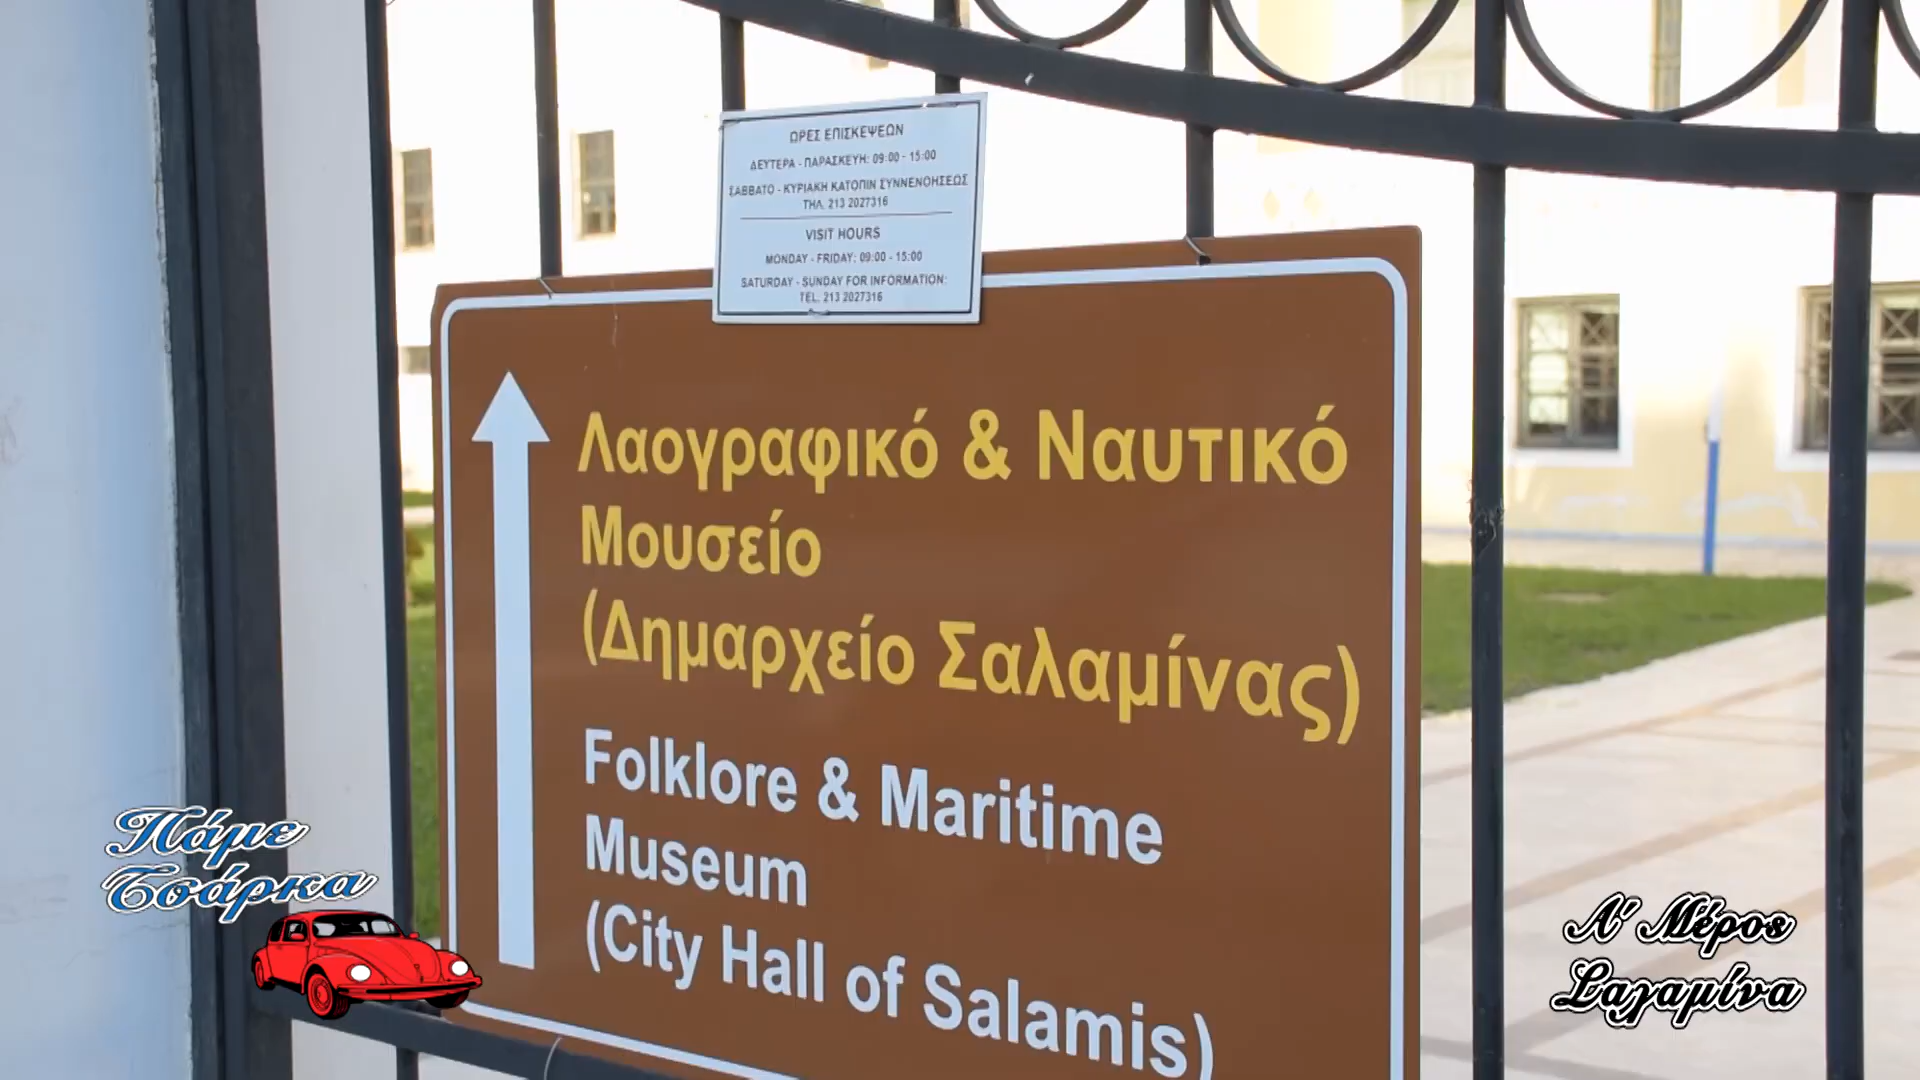 ΩΡΕΣ ΕΠΙΣΚΕΨΕΩΝ
ΔΕΥΤΕΡΑ - ΠΑΡΑΣΚΕΥΗ: 09:00 - 15:00
ΣΑΒΒΑΤΟ - ΚΥΡΙΑΚΗ ΚΑΤΟΠΙΝ ΣΥΝΝΕΝΟΗΣΕΩΣ
ΤΗΛ. 213 2027316
VISIT HOURS
MONDAY - FRIDAY: 09:00 - 15:00
SATURDAY - SUNDAY FOR INFORMATION:
TEL. 213 2027316
Λαογραφικό & Ναυτικό
Μουσείο
(Δημαρχείο Σαλαμίνας)
Folklore & Maritime
Museum
(City Hall of Salamis)
Πάμε
Τσάρκα
Α' Μέρος
Σαλαμίνα